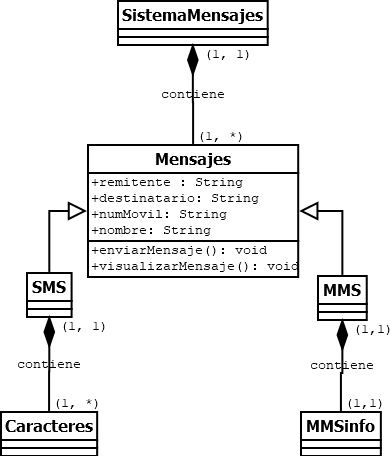 SistemaMensajes
(1, 1)
contiene
(1, *)
Mensajes
+remitente : String
+destinatario: String
+numMovil: String
+nombre: String
+enviarMensaje(): void
+visualizarMensaje(): void
SMS
MMS
(1, 1)
(1,1)
contiene
contiene
(1, *)
(1,1)
Caracteres
MMSinfo